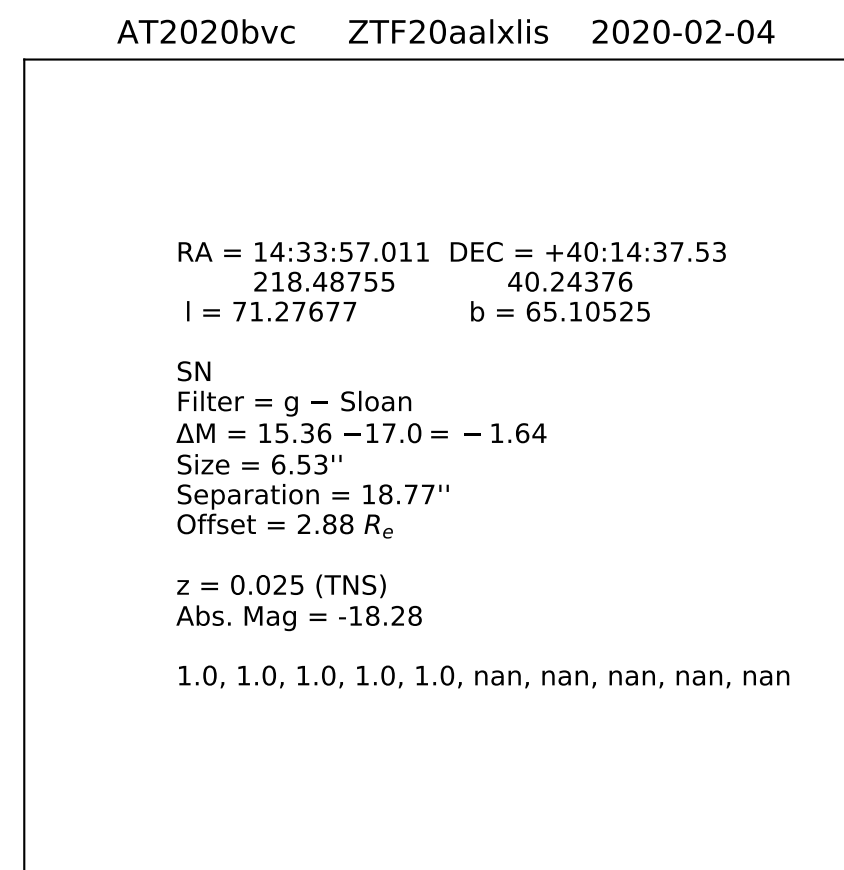 AT2020bvc ZTF20aalxlis 2020-02-04
RA = 14:33:57.011 DEC = +40:14:37.53
218.48755 40.24376
l = 71.27677 b = 65.10525
SN
Filter = g − Sloan
ΔM = 15.36 −17.0 = − 1.64
Size = 6.53''
Separation = 18.77''
Offset = 2.88 Rₑ
z = 0.025 (TNS)
Abs. Mag = -18.28
1.0, 1.0, 1.0, 1.0, 1.0, nan, nan, nan, nan, nan